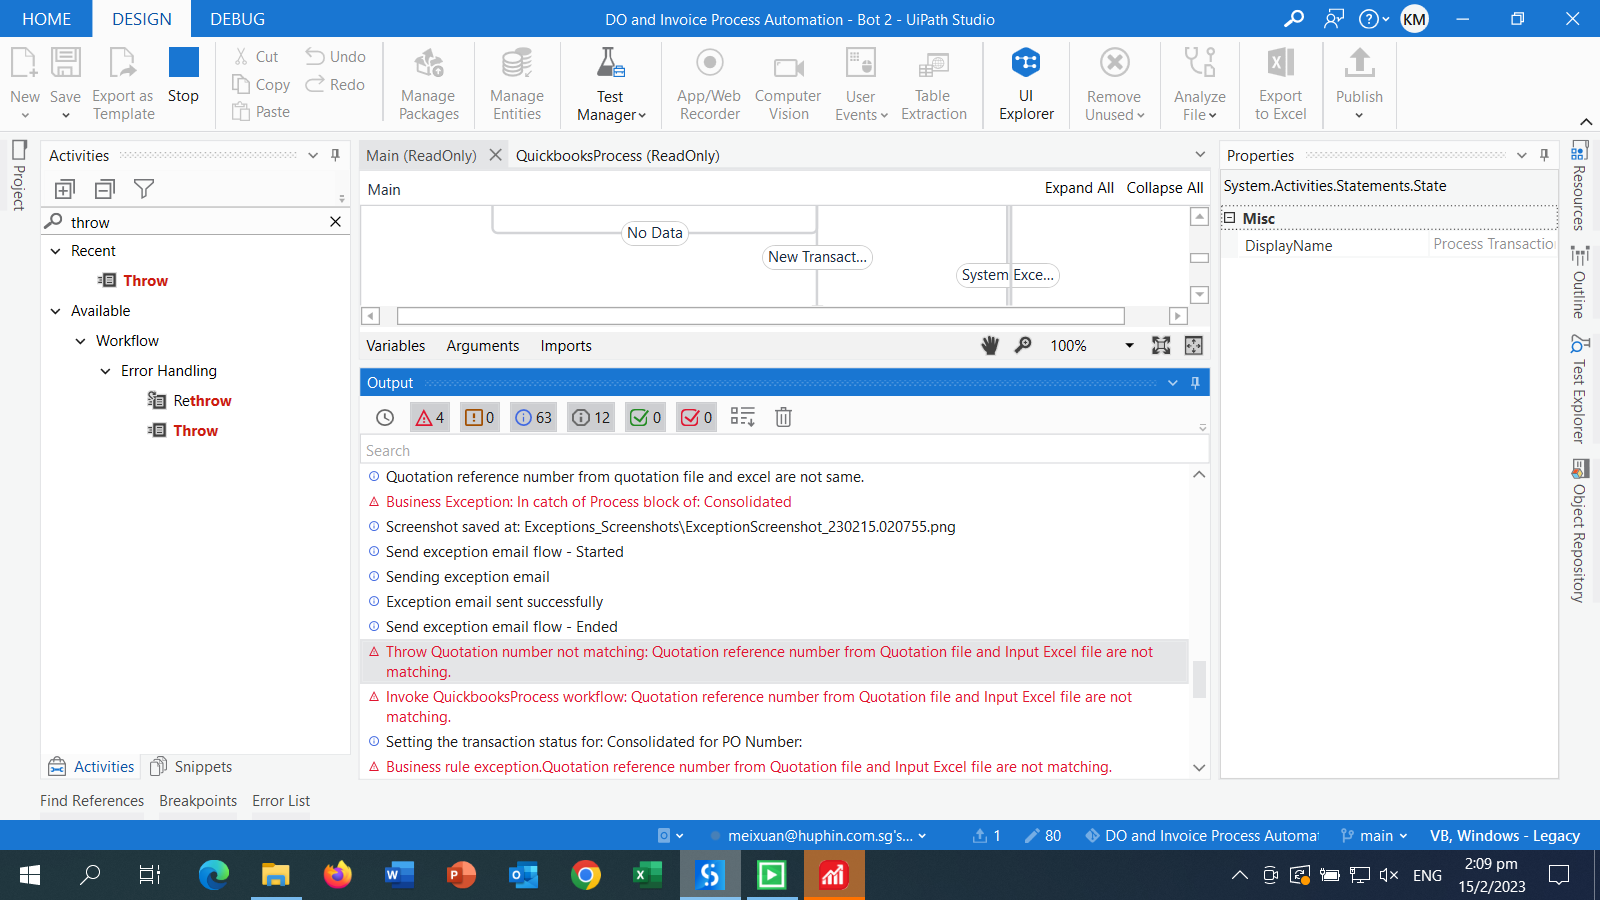 HOME
DESIGN
DEBUG
DO and Invoice Process Automation - Bot 2 - UiPath Studio
KM
New
Save
Export as
Template
Stop
Cut
Copy
Paste
Undo
Redo
Manage
Packages
Manage
Entities
Test
Manager
App/Web
Recorder
Computer
Vision
User
Events
Table
Extraction
UI
Explorer
Remove
Unused
Analyze
File
Export
to Excel
Publish
Project
Activities
throw
Recent
Throw
Available
Workflow
Error Handling
Rethrow
Throw
Activities
Snippets
Main (ReadOnly)
QuickbooksProcess (ReadOnly)
Main
Expand All
Collapse All
No Data
New Transact...
System Exce...
Variables
Arguments
Imports
100%
Output
4
0
63
12
0
0
Search
Quotation reference number from quotation file and excel are not same.
Business Exception: In catch of Process block of: Consolidated
Screenshot saved at: Exceptions_Screenshots\ExceptionScreenshot_230215.020755.png
Send exception email flow - Started
Sending exception email
Exception email sent successfully
Send exception email flow - Ended
Throw Quotation number not matching: Quotation reference number from Quotation file and Input Excel file are not
matching.
Invoke QuickbooksProcess workflow: Quotation reference number from Quotation file and Input Excel file are not
matching.
Setting the transaction status for: Consolidated for PO Number:
Business rule exception.Quotation reference number from Quotation file and Input Excel file are not matching.
Properties
System.Activities.Statements.State
Misc
DisplayName
Process Transaction
Resources
Outline
Test Explorer
Object Repository
Find References
Breakpoints
Error List
meixuan@huphin.com.sg's...
1
80
DO and Invoice Process Automat
main
VB, Windows - Legacy
ENG
2:09 pm
15/2/2023